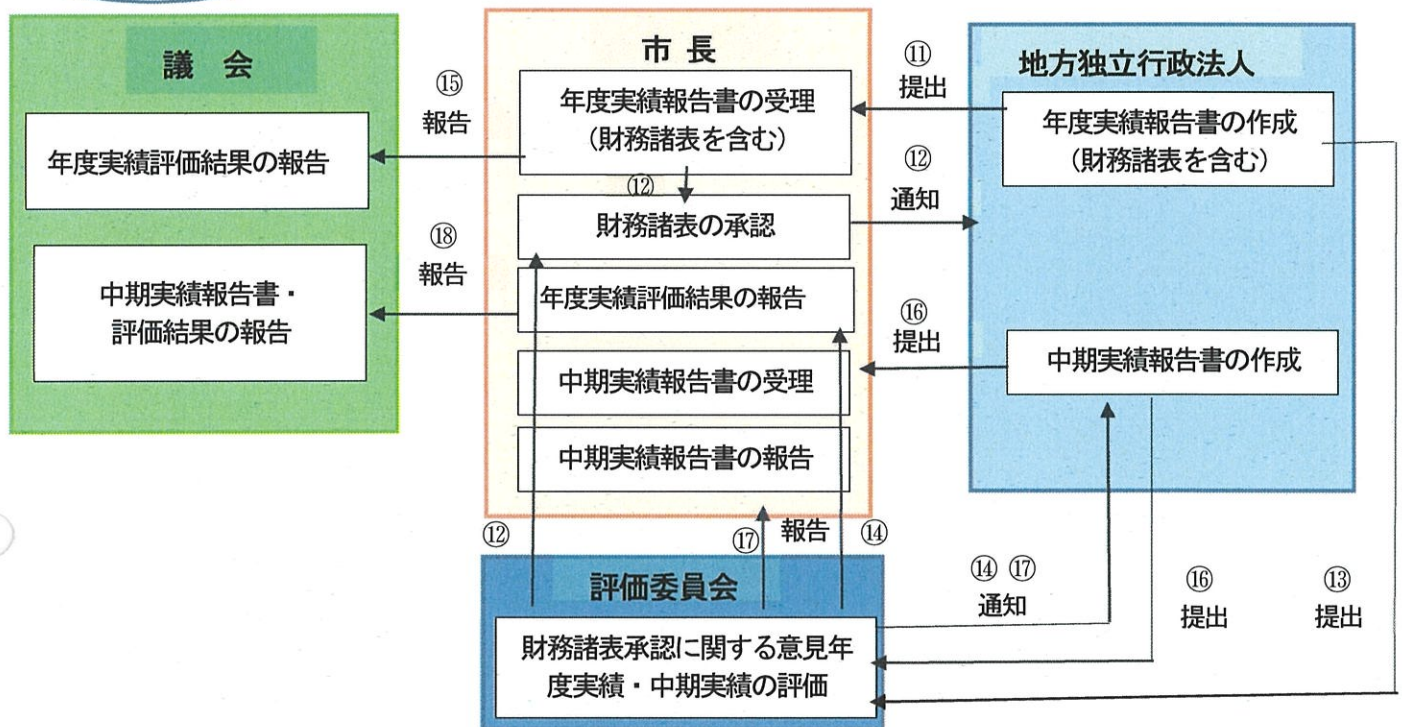 議 会
年度実績評価結果の報告
中期実績報告書・
評価結果の報告
⑮
報告
⑱
報告
市 長
年度実績報告書の受理
(財務諸表を含む)
⑫
財務諸表の承認
年度実績評価結果の報告
中期実績報告書の受理
中期実績報告書の報告
⑪
提出
⑫
通知
⑯
提出
地方独立行政法人
年度実績報告書の作成
(財務諸表を含む)
中期実績報告書の作成
⑫
⑰
報告
⑭
評価委員会
財務諸表承認に関する意見年
度実績・中期実績の評価
⑭ ⑰
通知
⑯
提出
⑬
提出